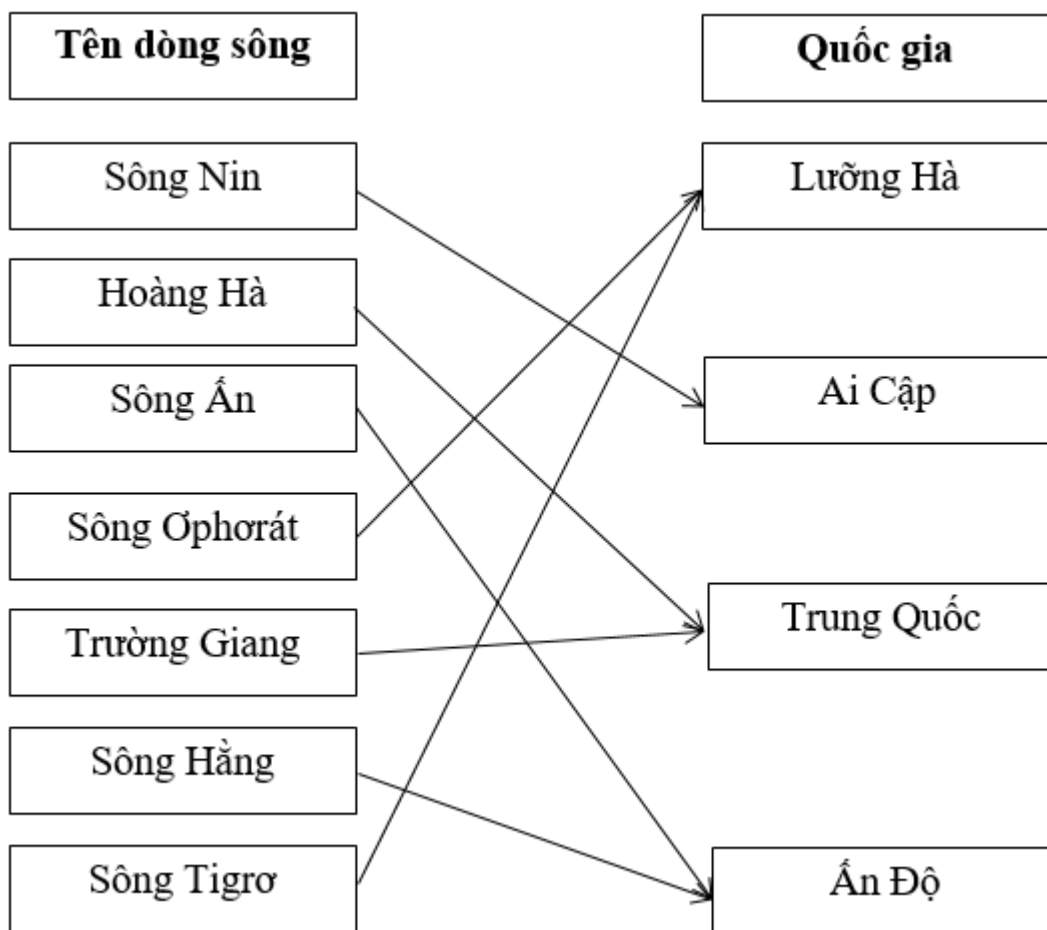 Tên dòng sông
Quốc gia
Sông Nin
Lưỡng Hà
Hoàng Hà
Sông Ấn
Ai Cập
Sông Ơphơrát
Trường Giang
Trung Quốc
Sông Hằng
Sông Tigrơ
Ấn Độ